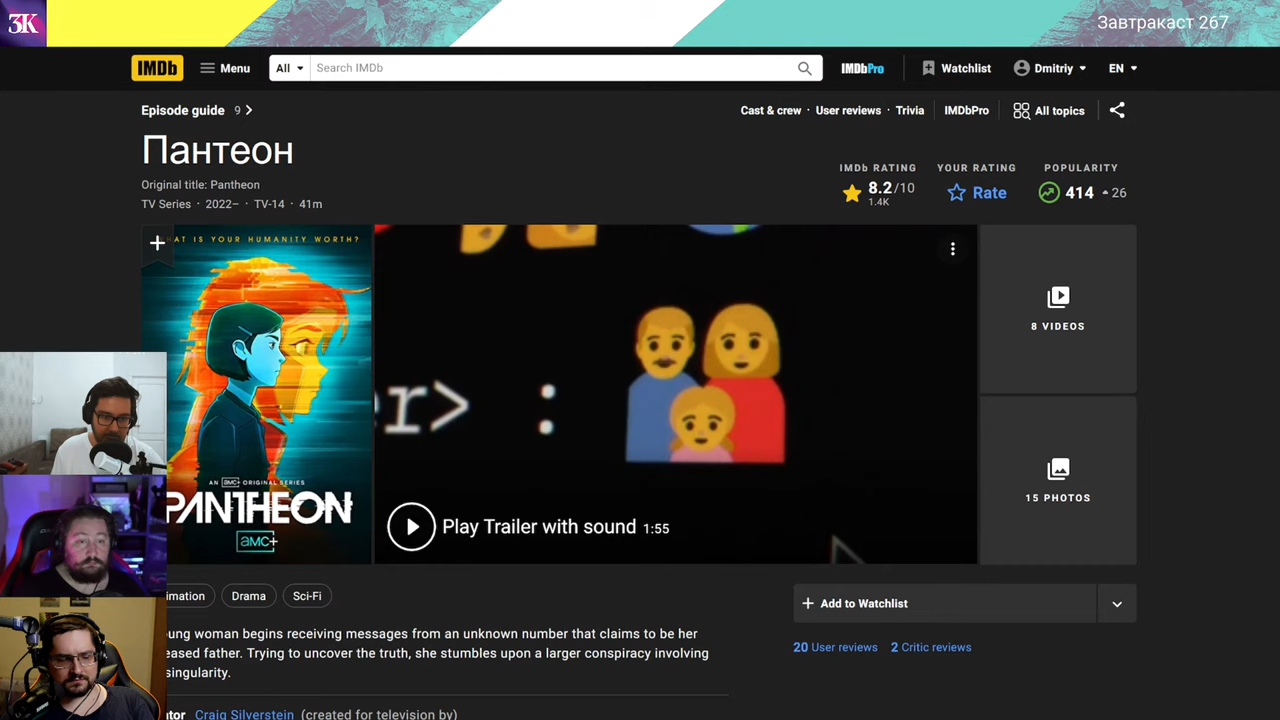 ЗК
Завтракаст 267
IMDb
Menu
All
Search IMDb
IMDbPro
Watchlist
Dmitriy
EN
Episode guide 9
Cast & crew · User reviews · Trivia
IMDbPro
All topics
Пантеон
Original title: Pantheon
TV Series · 2022– · TV-14 · 41m
IMDb RATING
8.2/10
1.4K
YOUR RATING
Rate
POPULARITY
414
26
HAT IS YOUR HUMANITY WORTH?
AN amc+ ORIGINAL SERIES
PANTHEON
amc+
er> :
Play Trailer with sound 1:55
8 VIDEOS
15 PHOTOS
imation
Drama
Sci-Fi
Add to Watchlist
oung woman begins receiving messages from an unknown number that claims to be her
eased father. Trying to uncover the truth, she stumbles upon a larger conspiracy involving
singularity.
20 User reviews
2 Critic reviews
tor Craig Silverstein (created for television by)